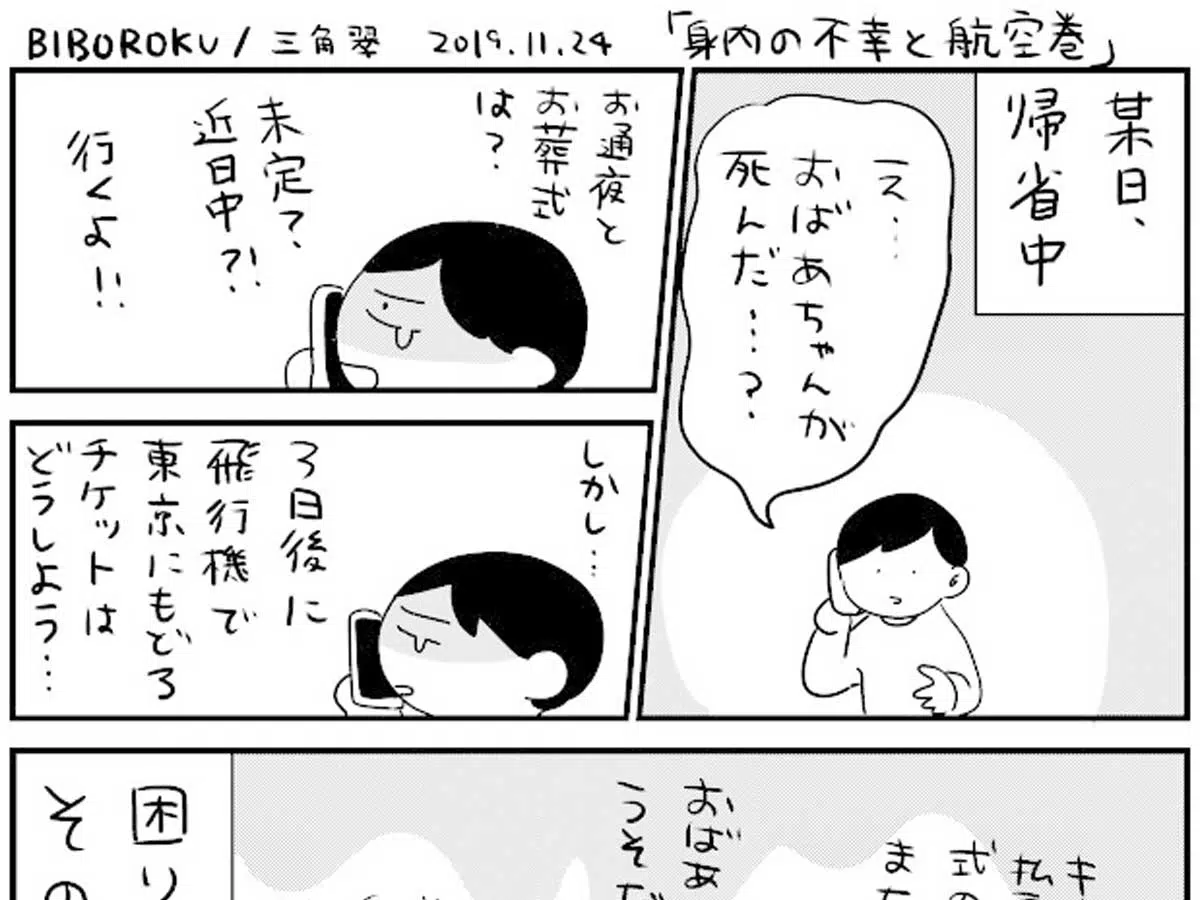 BIBOROKU / 三角翠 2019.11.24
「身内の不幸と航空巻」
某日、
帰省中
え…
おばあちゃんが
死んだ…？
お通夜と
お葬式
は？
未定？、
近日中？！
行くよ！！
しかし…
3日後に
飛行機で
東京にもどる
チケットは
どうしよう…
キ
払
式の
また
おばあ
うそだ
困り
その